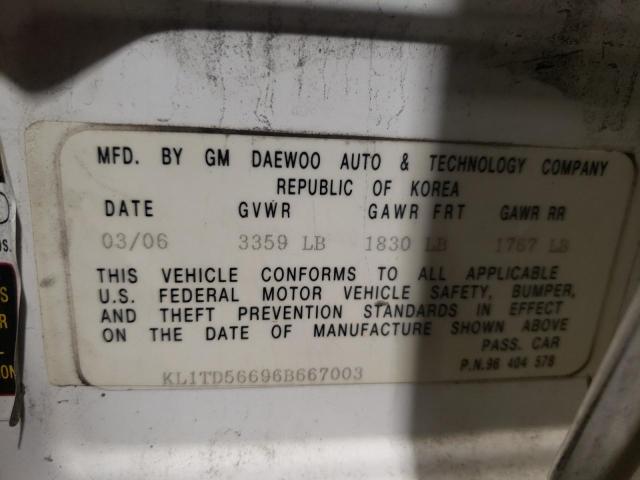 MFD. BY GM DAEWOO AUTO & TECHNOLOGY COMPANY
REPUBLIC OF KOREA
DATE GVWR GAWR FRT GAWR RR
03/06 3359 LB 1830 LB 1767 LB
THIS VEHICLE CONFORMS TO ALL APPLICABLE
U.S. FEDERAL MOTOR VEHICLE SAFETY, BUMPER,
AND THEFT PREVENTION STANDARDS IN EFFECT
ON THE DATE OF MANUFACTURE SHOWN ABOVE
PASS. CAR
KL1TD56696B667003
P.N.96 404 578